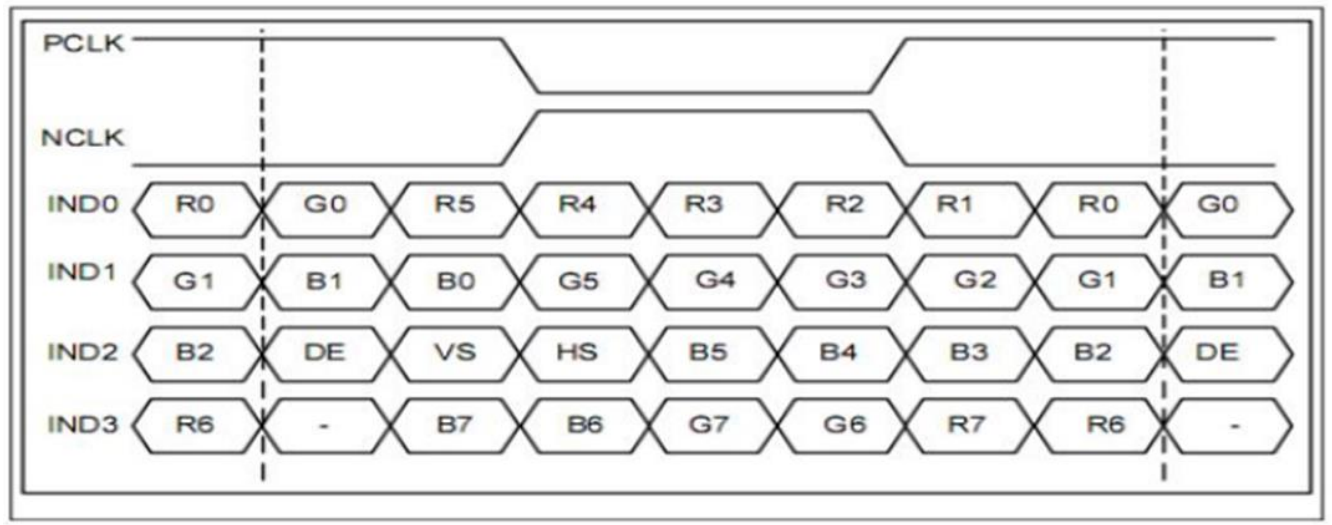 PCLK
NCLK
IND0 R0 G0 R5 R4 R3 R2 R1 R0 G0
IND1 G1 B1 B0 G5 G4 G3 G2 G1 B1
IND2 B2 DE VS HS B5 B4 B3 B2 DE
IND3 R6 - B7 B6 G7 G6 R7 R6 -